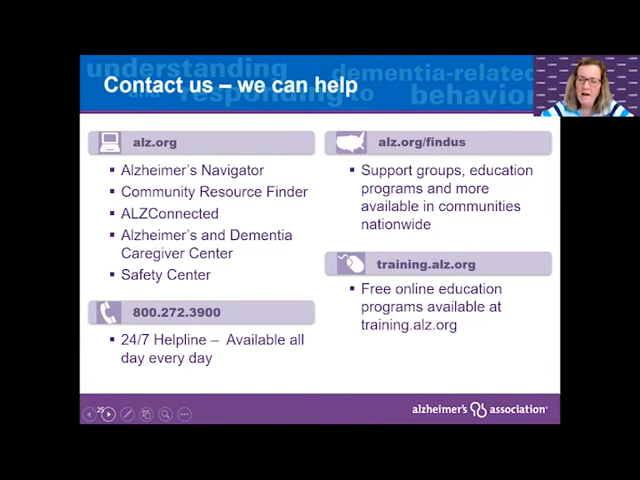 understanding
and responding to
dementia-related
behavior
Contact us – we can help
alz.org
▪ Alzheimer's Navigator
▪ Community Resource Finder
▪ ALZConnected
▪ Alzheimer's and Dementia
Caregiver Center
▪ Safety Center
800.272.3900
▪ 24/7 Helpline – Available all
day every day
alz.org/findus
▪ Support groups, education
programs and more
available in communities
nationwide
training.alz.org
▪ Free online education
programs available at
training.alz.org
25
alzheimer's association®